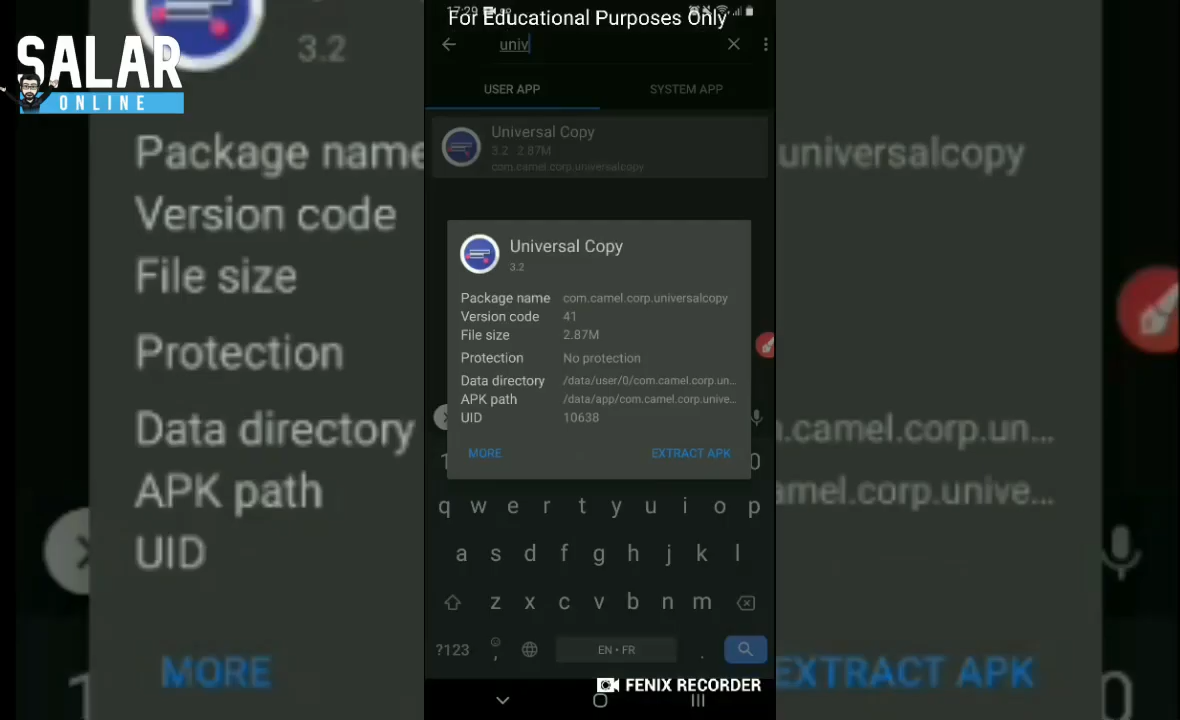 For Educational Purposes Only
17:29
SALAR
ONLINE
univ
USER APP
SYSTEM APP
Universal Copy
3.2 2.87M
com.camel.corp.universalcopy
Universal Copy
3.2
Package name com.camel.corp.universalcopy
Version code 41
File size 2.87M
Protection No protection
Data directory /data/user/0/com.camel.corp.un...
APK path /data/app/com.camel.corp.unive...
UID 10638
MORE
EXTRACT APK
q w e r t y u i o p
a s d f g h j k l
z x c v b n m
?123 , EN • FR .
FENIX RECORDER
3.2
Package name universalcopy
Version code
File size
Protection
Data directory .camel.corp.un...
APK path amel.corp.unive...
UID
MORE
EXTRACT APK